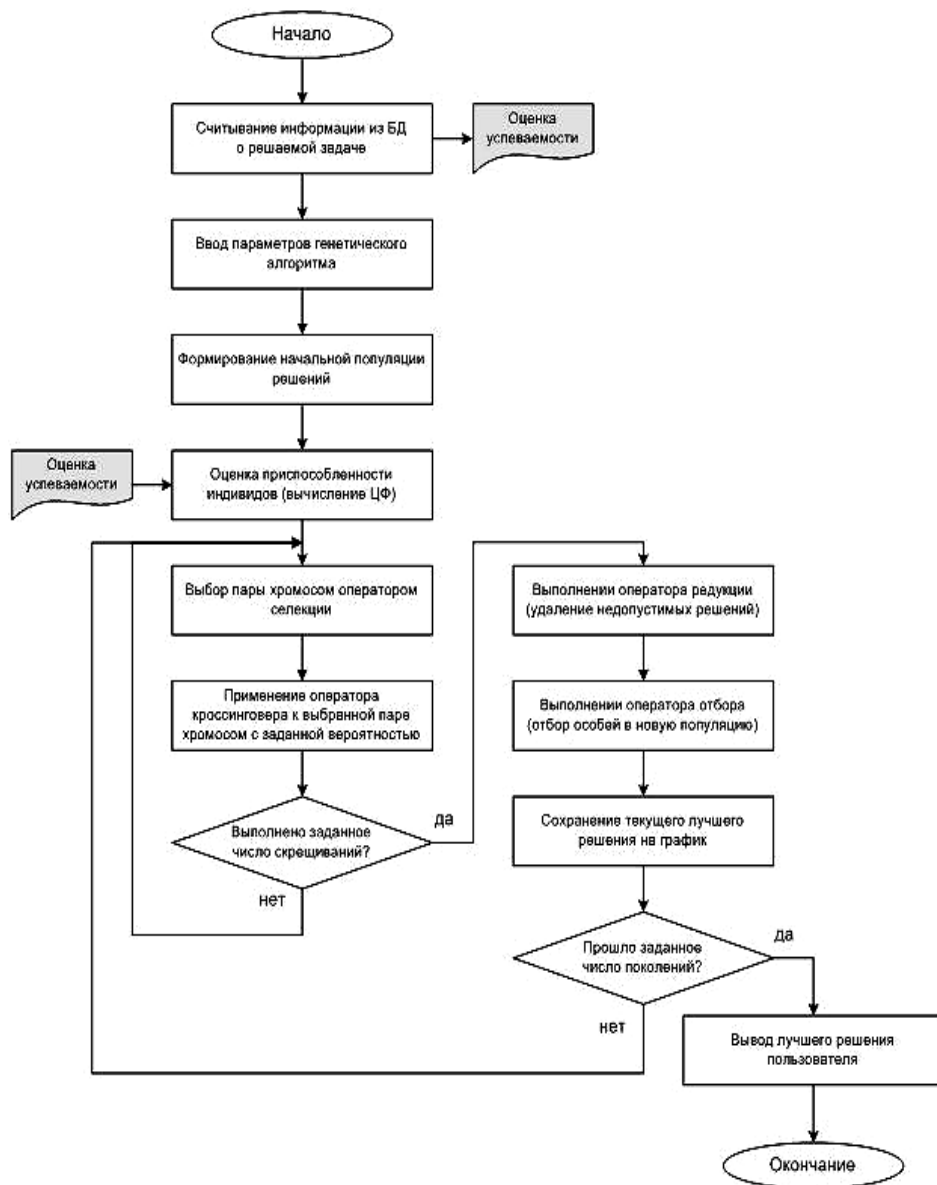 Начало
Считывание информации из БД
о решаемой задаче
Оценка
успеваемости
Ввод параметров генетического
алгоритма
Формирование начальной популяции
решений
Оценка
успеваемости
Оценка приспособленности
индивидов (вычисление ЦФ)
Выбор пары хромосом оператором
селекции
Применение оператора
кроссинговера к выбранной паре
хромосом с заданной вероятностью
Выполнено заданное
число скрещиваний?
да
нет
Выполнении оператора редукции
(удаление недопустимых решений)
Выполнении оператора отбора
(отбор особей в новую популяцию)
Сохранение текущего лучшего
решения на график
Прошло заданное
число поколений?
да
нет
Вывод лучшего решения
пользователя
Окончание